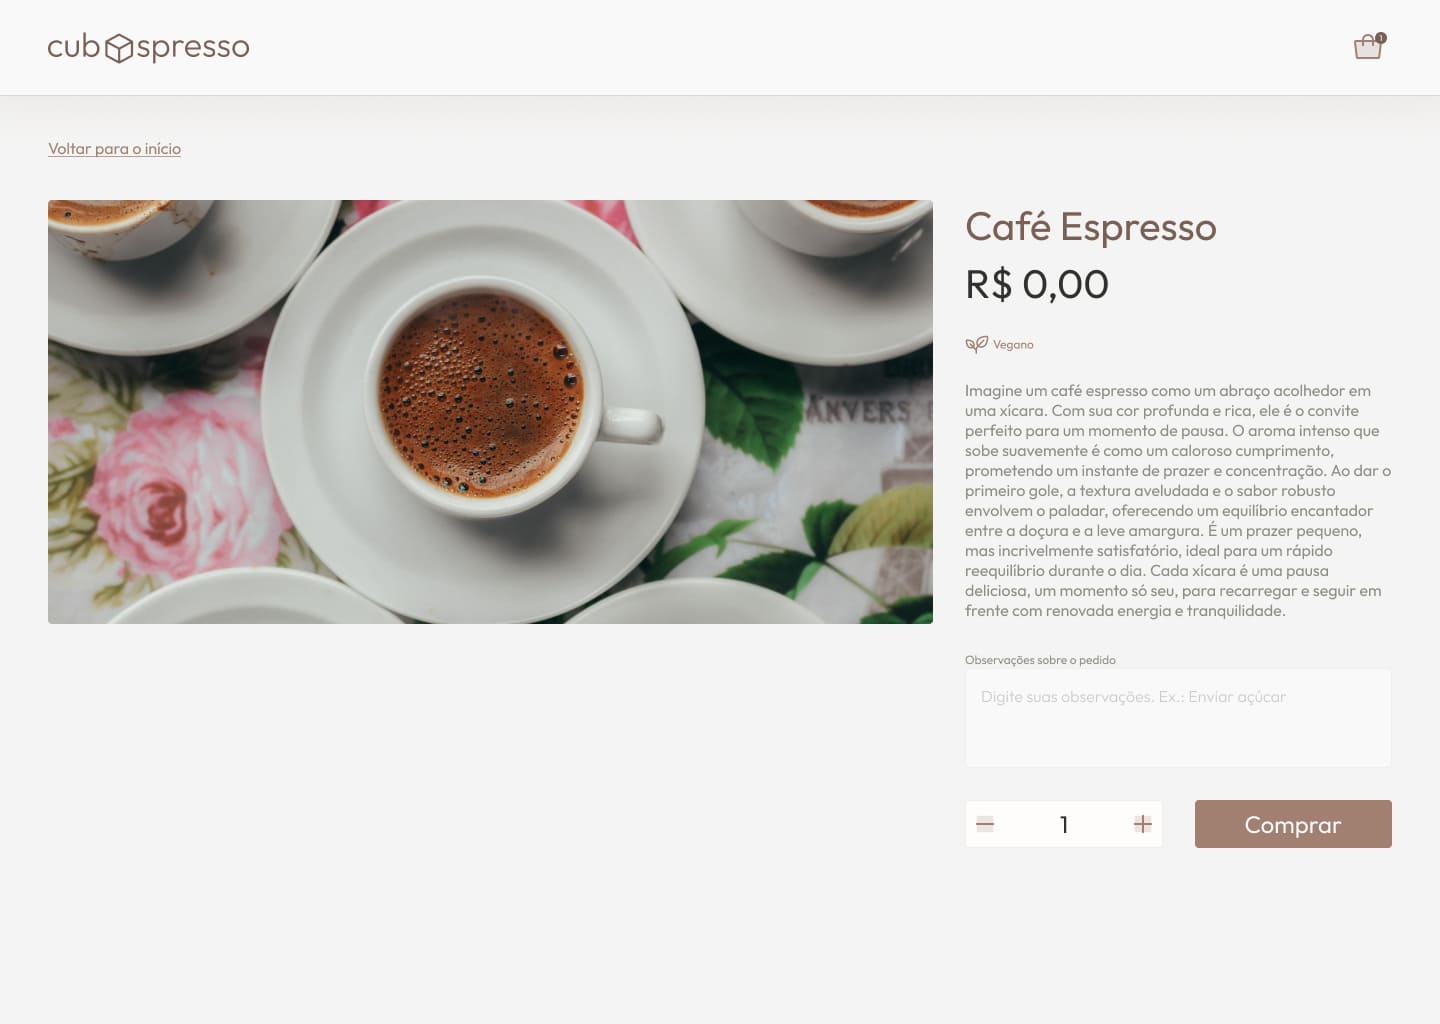 cub spresso
1
Voltar para o início
Café Espresso
R$ 0,00
Vegano
Imagine um café espresso como um abraço acolhedor em
uma xícara. Com sua cor profunda e rica, ele é o convite
perfeito para um momento de pausa. O aroma intenso que
sobe suavemente é como um caloroso cumprimento,
prometendo um instante de prazer e concentração. Ao dar o
primeiro gole, a textura aveludada e o sabor robusto
envolvem o paladar, oferecendo um equilíbrio encantador
entre a doçura e a leve amargura. É um prazer pequeno,
mas incrivelmente satisfatório, ideal para um rápido
reequilíbrio durante o dia. Cada xícara é uma pausa
deliciosa, um momento só seu, para recarregar e seguir em
frente com renovada energia e tranquilidade.
ANVERS
Observações sobre o pedido
Digite suas observações. Ex.: Enviar açúcar
1
Comprar